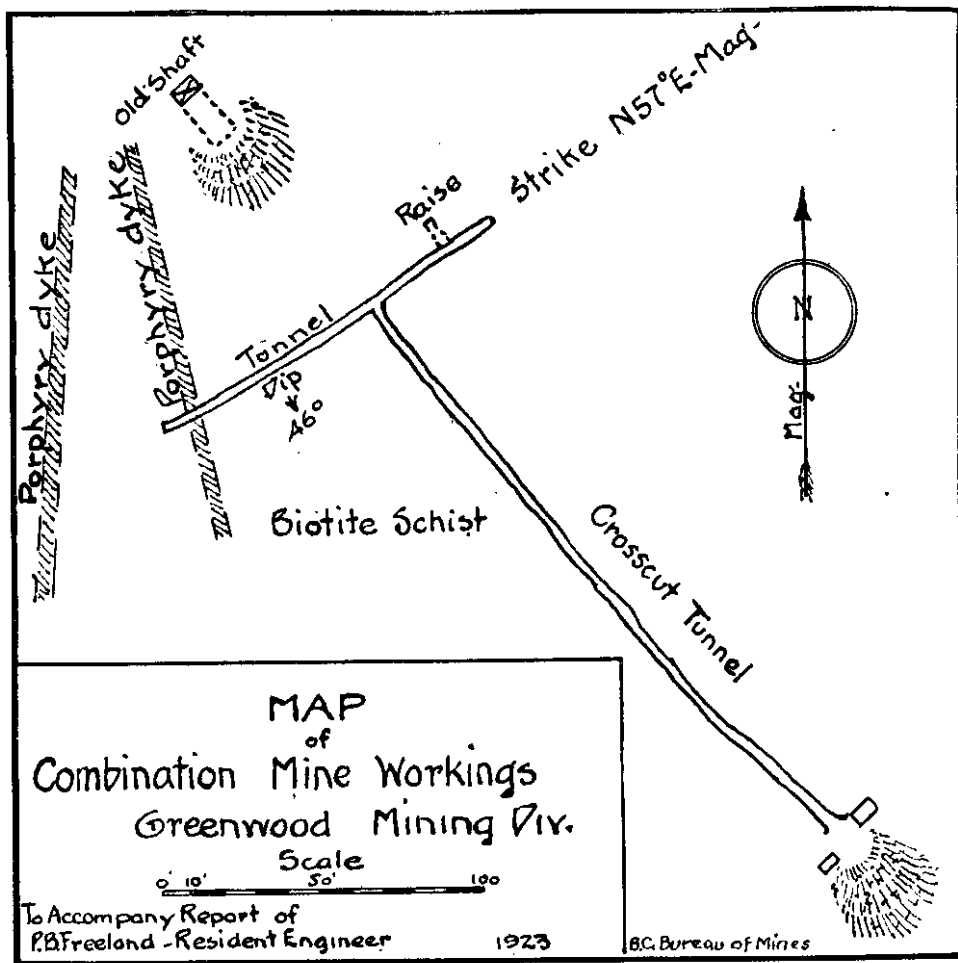 Old Shaft
Strike N57°E-Mag-
Raise
Porphyry dyke
Porphyry dyke
Tunnel
Dip
46°
N
Mag-
Biotite Schist
Crosscut Tunnel
MAP
of
Combination Mine Workings
Greenwood Mining Div.
Scale
0' 10' 50' 100
To Accompany Report of
P.B.Freeland - Resident Engineer 1923
B.C. Bureau of Mines